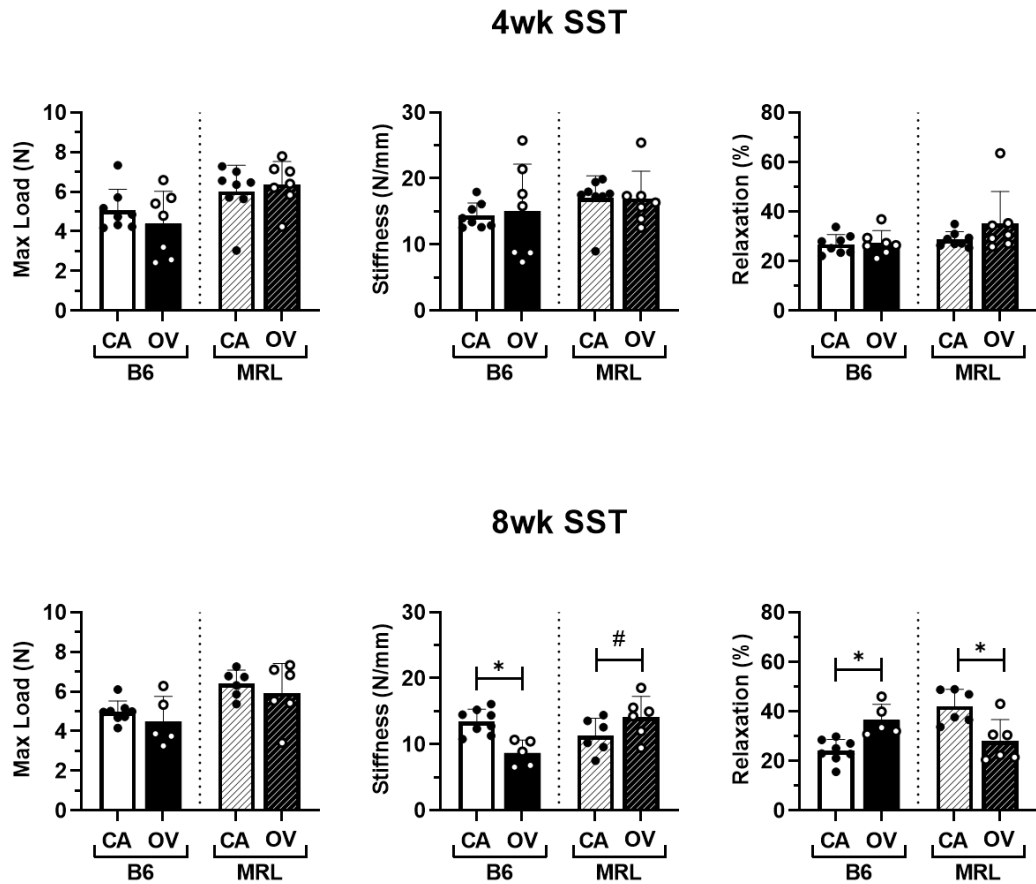 4wk SST
Max Load (N)
10
8
6
4
2
0
CA OV CA OV
B6 MRL
Stiffness (N/mm)
30
20
10
0
CA OV CA OV
B6 MRL
Relaxation (%)
80
60
40
20
0
CA OV CA OV
B6 MRL
8wk SST
Max Load (N)
10
8
6
4
2
0
CA OV CA OV
B6 MRL
Stiffness (N/mm)
30
20
10
0
* #
CA OV CA OV
B6 MRL
Relaxation (%)
80
60
40
20
0
* *
CA OV CA OV
B6 MRL